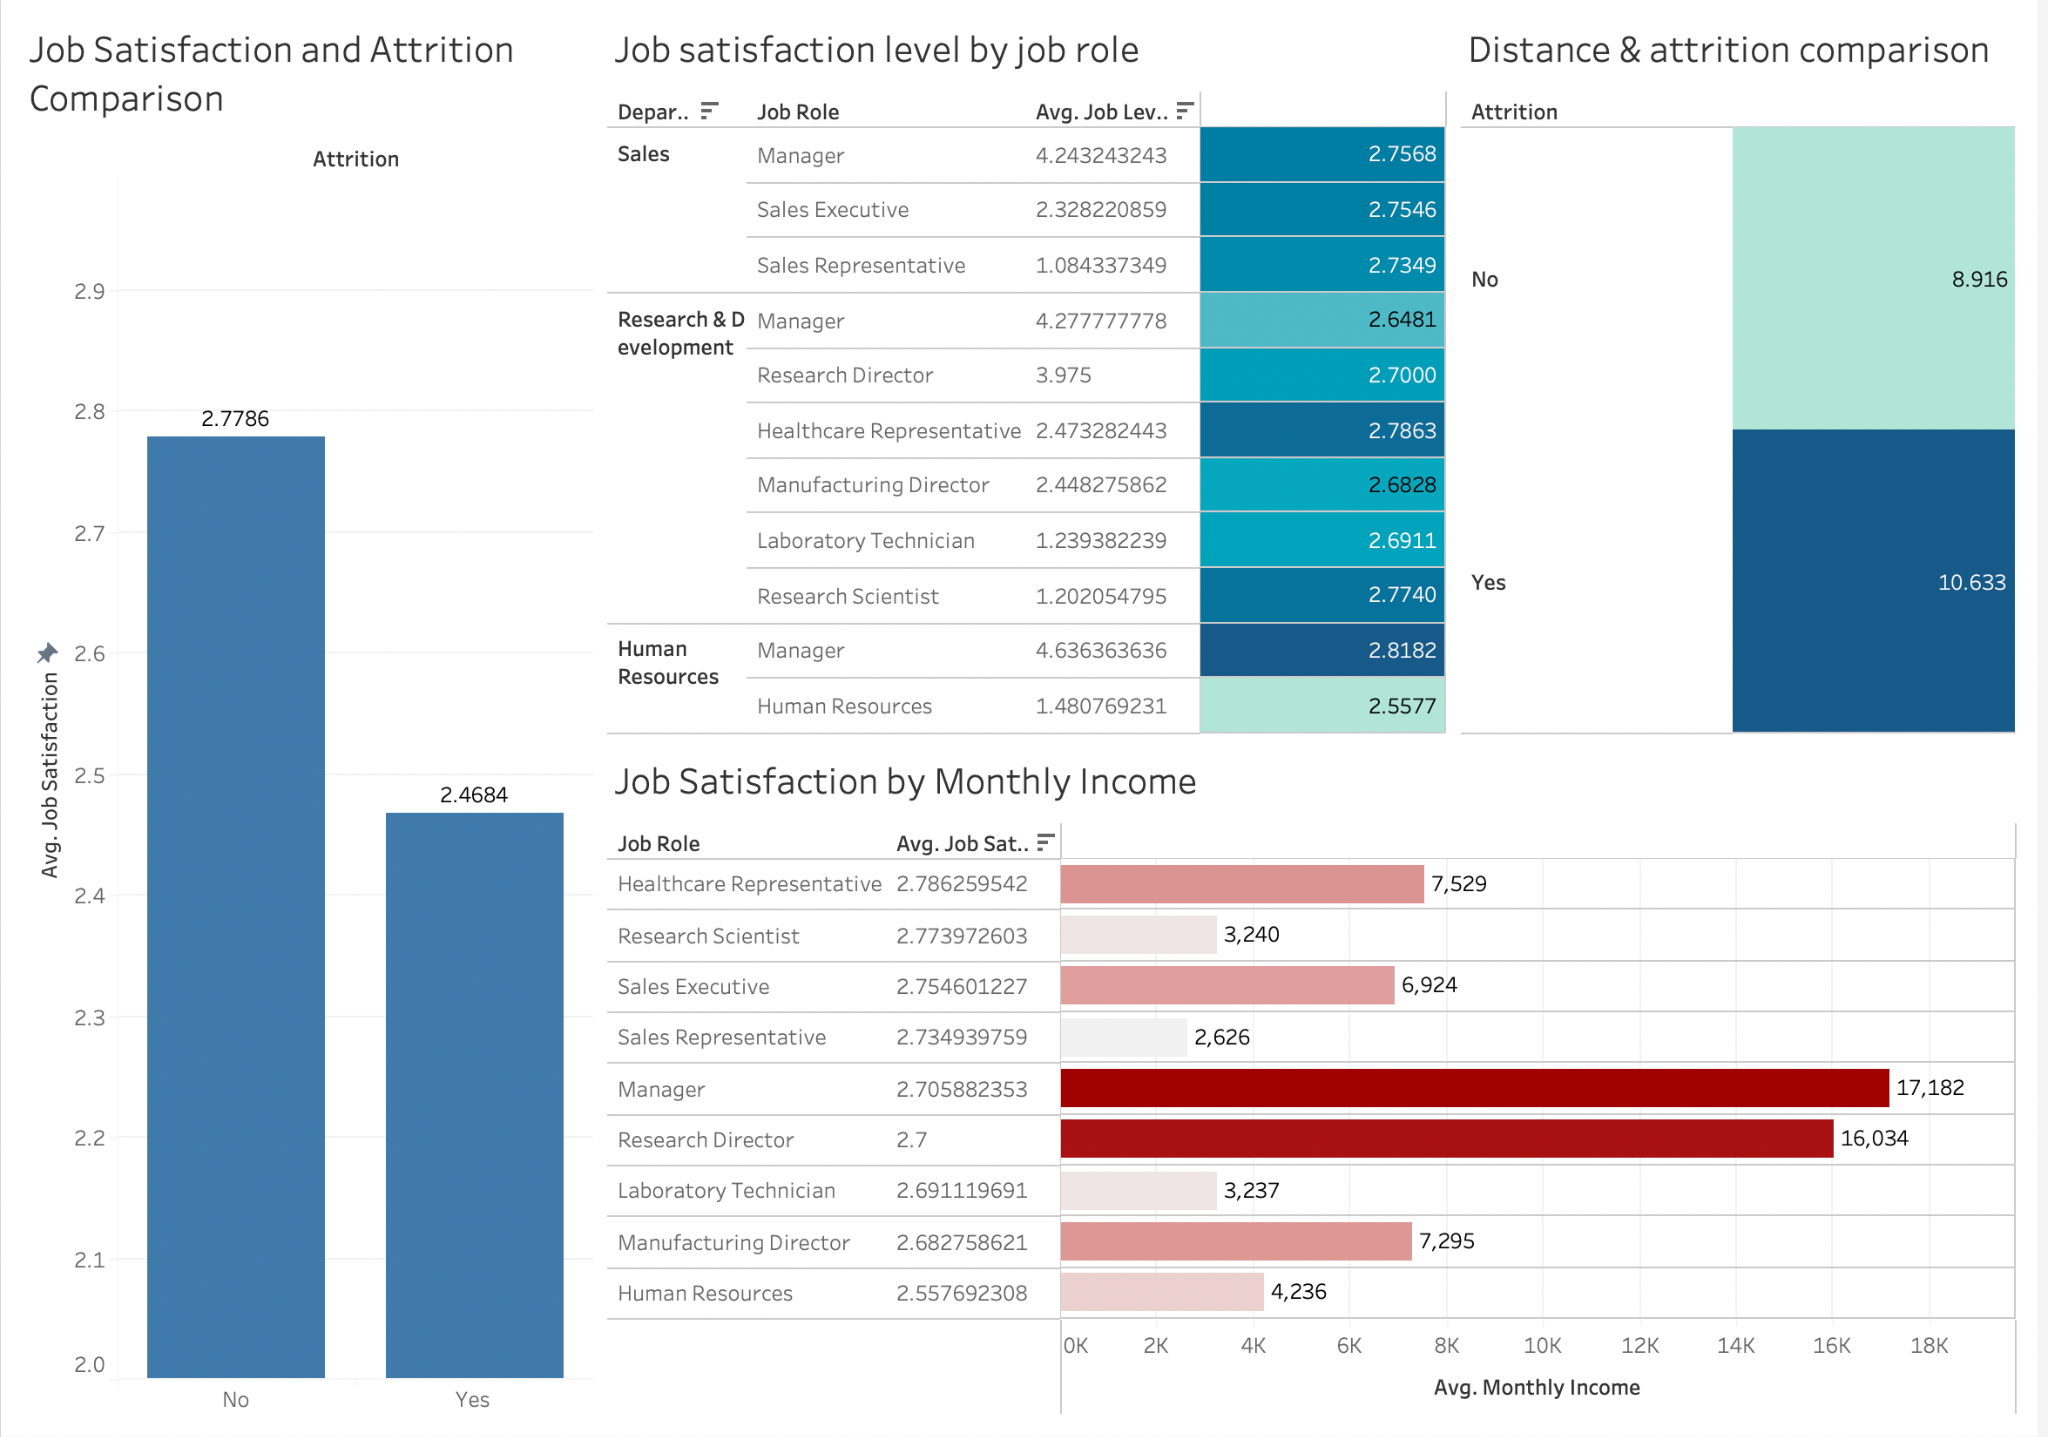 Job Satisfaction and Attrition
Comparison
Attrition
2.9
2.8
2.7
2.6
2.5
2.4
2.3
2.2
2.1
2.0
Avg. Job Satisfaction
2.7786
2.4684
No
Yes
Job satisfaction level by job role
Depar.. Job Role Avg. Job Lev..
Sales Manager 4.243243243 2.7568
Sales Executive 2.328220859 2.7546
Sales Representative 1.084337349 2.7349
Research & D Manager 4.277777778 2.6481
evelopment
Research Director 3.975 2.7000
Healthcare Representative 2.473282443 2.7863
Manufacturing Director 2.448275862 2.6828
Laboratory Technician 1.239382239 2.6911
Research Scientist 1.202054795 2.7740
Human Manager 4.636363636 2.8182
Resources
Human Resources 1.480769231 2.5577
Distance & attrition comparison
Attrition
No 8.916
Yes 10.633
Job Satisfaction by Monthly Income
Job Role Avg. Job Sat..
Healthcare Representative 2.786259542 7,529
Research Scientist 2.773972603 3,240
Sales Executive 2.754601227 6,924
Sales Representative 2.734939759 2,626
Manager 2.705882353 17,182
Research Director 2.7 16,034
Laboratory Technician 2.691119691 3,237
Manufacturing Director 2.682758621 7,295
Human Resources 2.557692308 4,236
0K 2K 4K 6K 8K 10K 12K 14K 16K 18K
Avg. Monthly Income